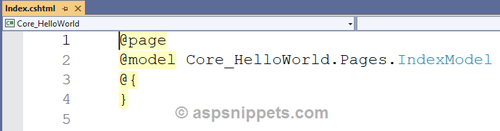 Index.cshtml
Core_HelloWorld
1 @page
2 @model Core_HelloWorld.Pages.IndexModel
3 @{
4 }
5
© aspsnippets.com